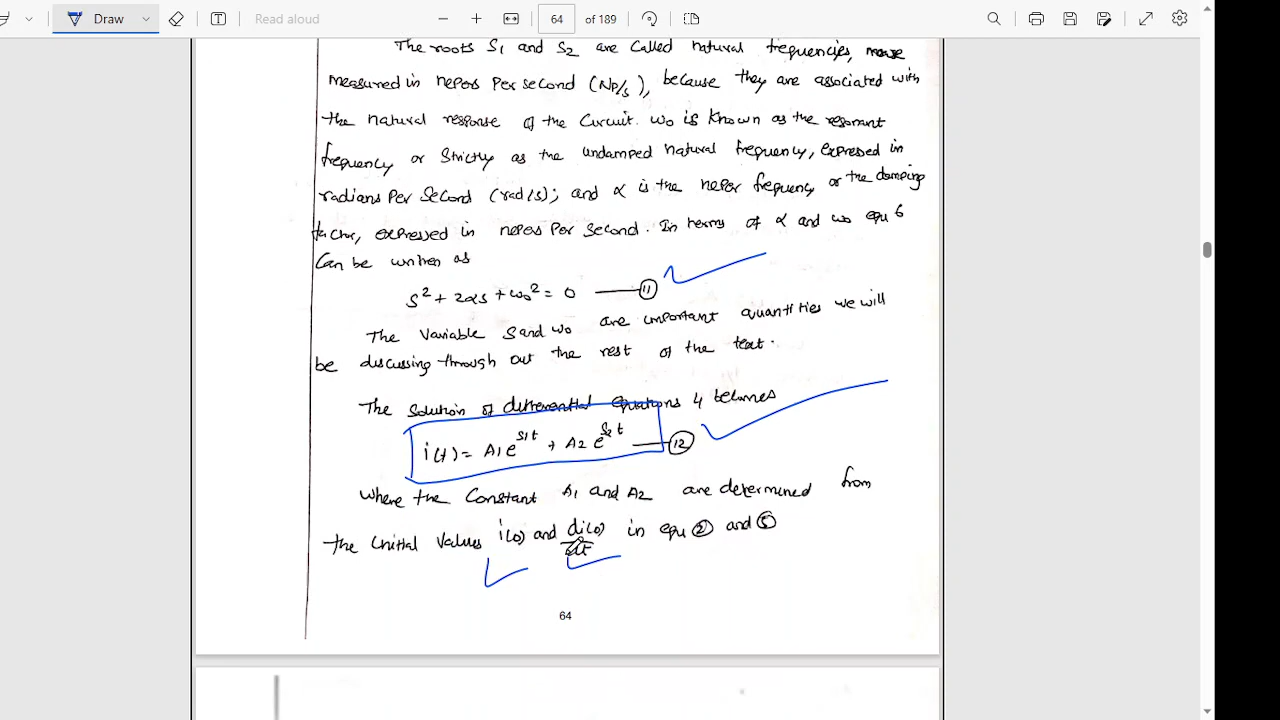 Draw
Read aloud
64
of 189
The roots S1 and S2 are Called natural frequencies,
measured in nepers Per second (Np/s), because they are associated with
the natural response of the Circuit. ωo is Known as the resonant
frequency or Strictly as the undamped natural frequency, expressed in
radians Per Second (rad/s); and α is the neper frequency or the damping
factor, expressed in nepers Per Second. In terms of α and ωo equ 6
Can be written as
S² + 2αs + ωo² = 0 —— 11
The Variable S and ωo are important quantities we will
be discussing through out the rest of the text.
The Solution of differential equations 4 becomes
i(t) = A1 e^s1t + A2 e^s2t —— 12
Where the Constant A1 and A2 are determined from
the initial Values i(o) and di(o)/dt in equ 2 and 5
64